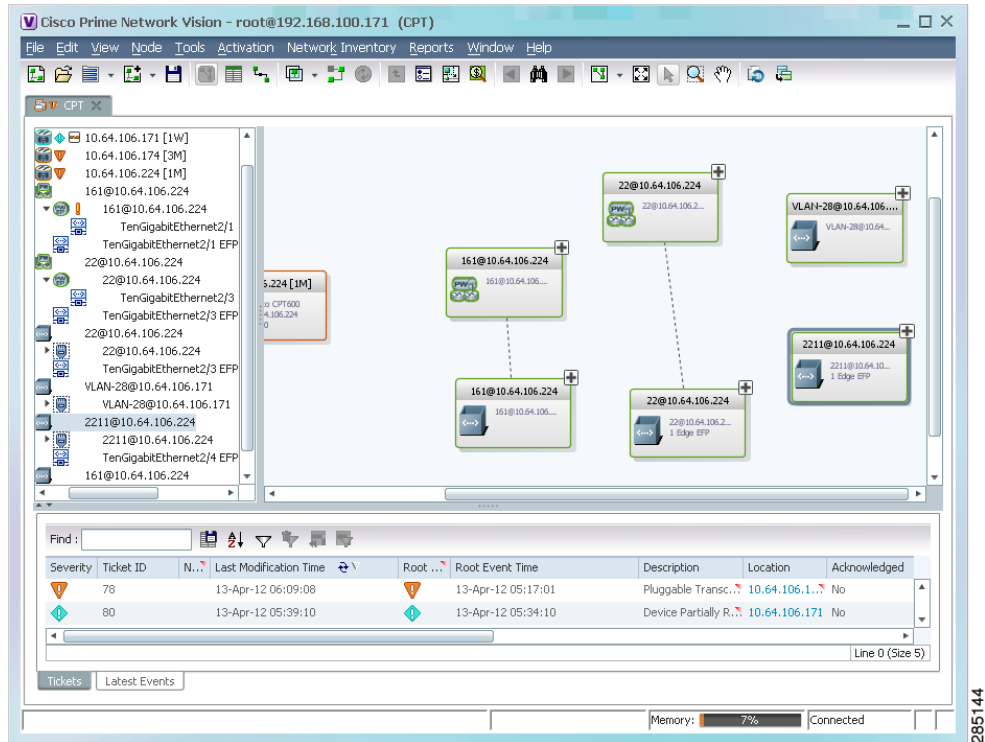 Cisco Prime Network Vision - root@192.168.100.171 (CPT)
File Edit View Node Tools Activation Network Inventory Reports Window Help
CPT
10.64.106.171 [1W]
10.64.106.174 [3M]
10.64.106.224 [1M]
161@10.64.106.224
161@10.64.106.224
TenGigabitEthernet2/1
TenGigabitEthernet2/1 EFP
22@10.64.106.224
22@10.64.106.224
TenGigabitEthernet2/3
TenGigabitEthernet2/3 EFP
22@10.64.106.224
22@10.64.106.224
TenGigabitEthernet2/3 EFP
VLAN-28@10.64.106.171
VLAN-28@10.64.106.171
2211@10.64.106.224
2211@10.64.106.224
TenGigabitEthernet2/4 EFP
161@10.64.106.224
5.224 [1M]
co CPT600
4.106.224
0
161@10.64.106.224
PW
161@10.64.106....
161@10.64.106.224
161@10.64.106....
22@10.64.106.224
PW
22@10.64.106.2...
22@10.64.106.224
22@10.64.106.2...
1 Edge EFP
VLAN-28@10.64.106....
VLAN-28@10.64....
2211@10.64.106.224
2211@10.64.10...
1 Edge EFP
Find :
Severity Ticket ID N... Last Modification Time Root ... Root Event Time Description Location Acknowledged
78 13-Apr-12 06:09:08 13-Apr-12 05:17:01 Pluggable Transc... 10.64.106.1... No
80 13-Apr-12 05:39:10 13-Apr-12 05:34:10 Device Partially R... 10.64.106.171 No
Line 0 (Size 5)
Tickets Latest Events
Memory: 7% Connected
285144